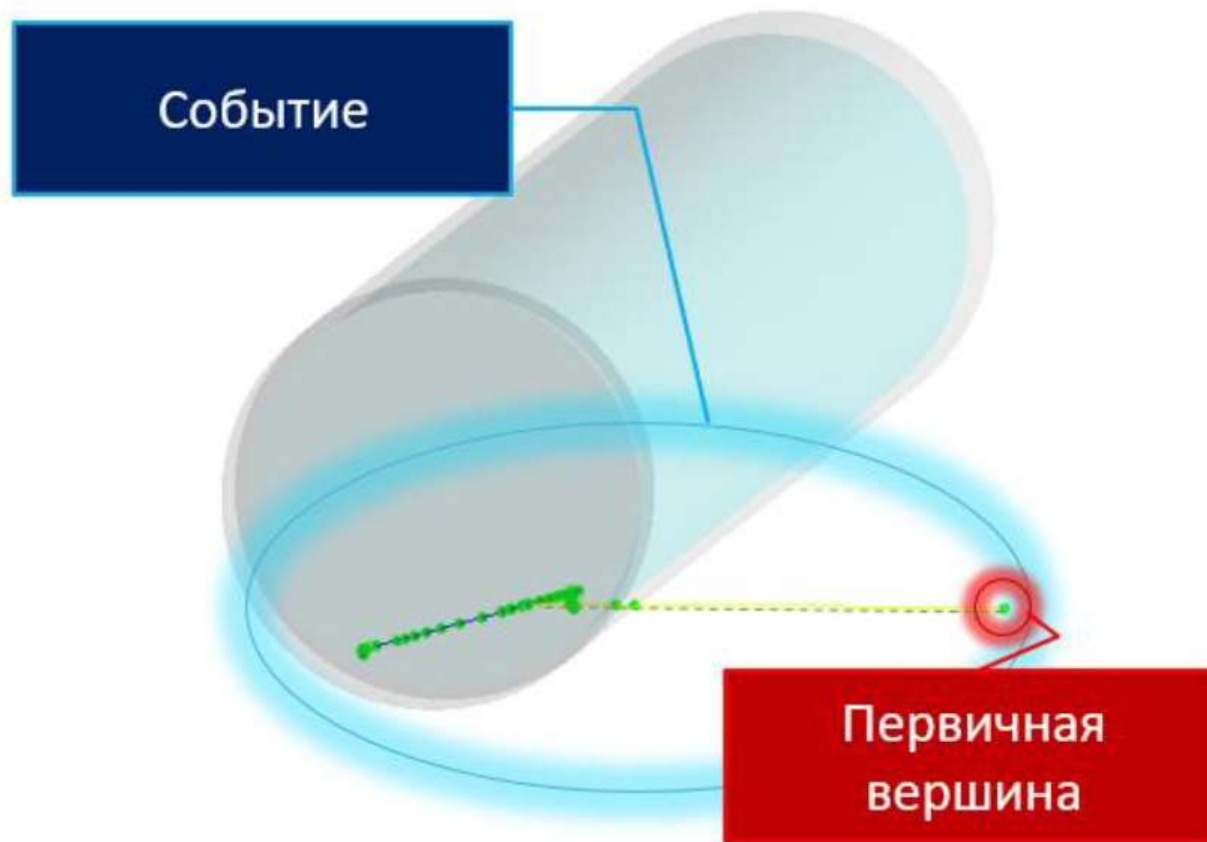 Событие
Первичная
вершина